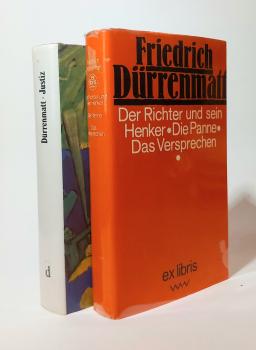 Dürrenmatt · Justiz
Friedrich
Dürrenmatt
Der Richter und sein
Henker•Die Panne•
Das Versprechen
•
ex libris